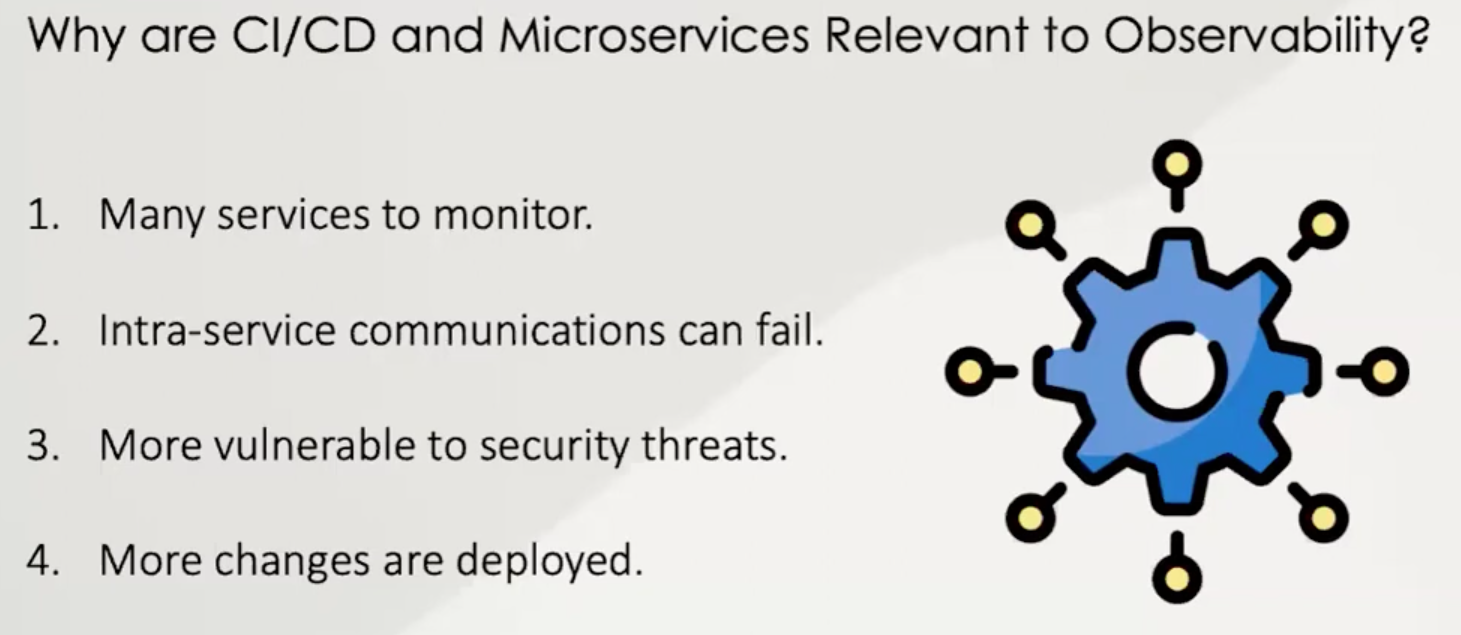 Why are CI/CD and Microservices Relevant to Observability?
1. Many services to monitor.
2. Intra-service communications can fail.
3. More vulnerable to security threats.
4. More changes are deployed.